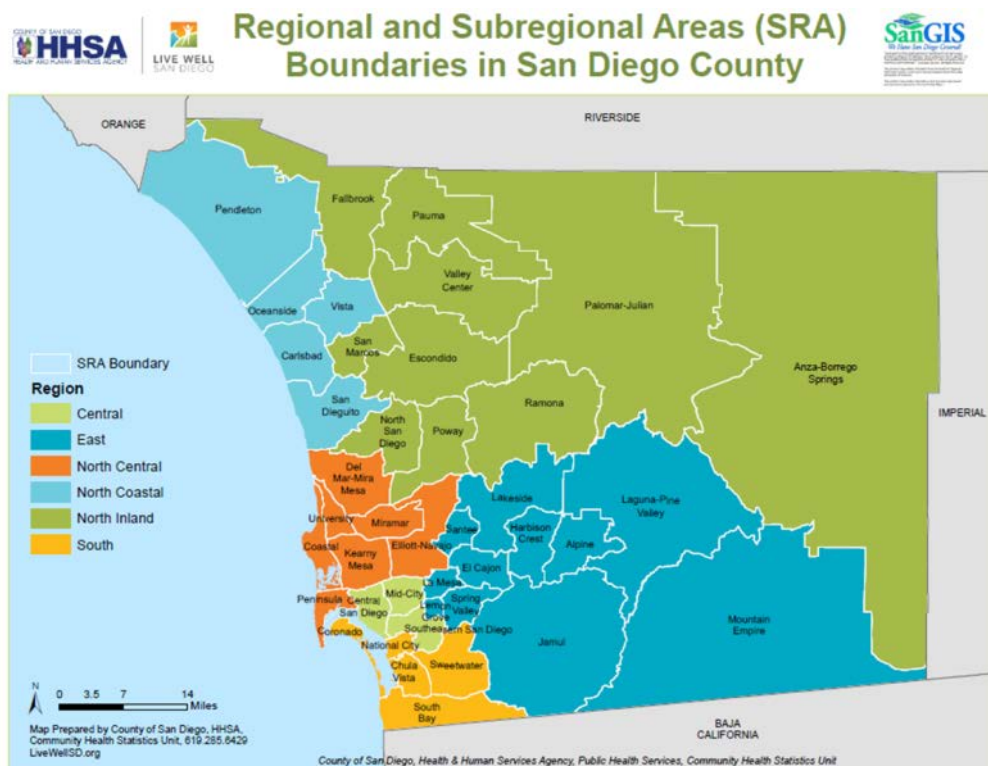 COUNTY OF SAN DIEGO
HHSA
HEALTH AND HUMAN SERVICES AGENCY
LIVE WELL
SAN DIEGO
Regional and Subregional Areas (SRA)
Boundaries in San Diego County
SanGIS
ORANGE
RIVERSIDE
Pendleton
Fallbrook
Pauma
Valley
Center
Palomar-Julian
Oceanside
Vista
Carlsbad
San
Marcos
Escondido
Anza-Borrego
Springs
IMPERIAL
San
Dieguito
North
San
Diego
Poway
Ramona
SRA Boundary
Region
Central
East
North Central
North Coastal
North Inland
South
Del
Mar-Mira
Mesa
University
Miramar
Coastal
Kearny
Mesa
Elliott-Navajo
Lakeside
Santee
Harbison
Crest
Alpine
Laguna-Pine
Valley
El Cajon
La Mesa
Mid-City
Peninsula
Central
San Diego
Lemon
Grove
Spring
Valley
Southeastern San Diego
Coronado
National City
Jamul
Mountain
Empire
Chula
Vista
Sweetwater
South
Bay
N
0 3.5 7 14
Miles
Map Prepared by County of San Diego, HHSA,
Community Health Statistics Unit, 619.285.6429
LiveWellSD.org
BAJA
CALIFORNIA
County of San Diego, Health & Human Services Agency, Public Health Services, Community Health Statistics Unit